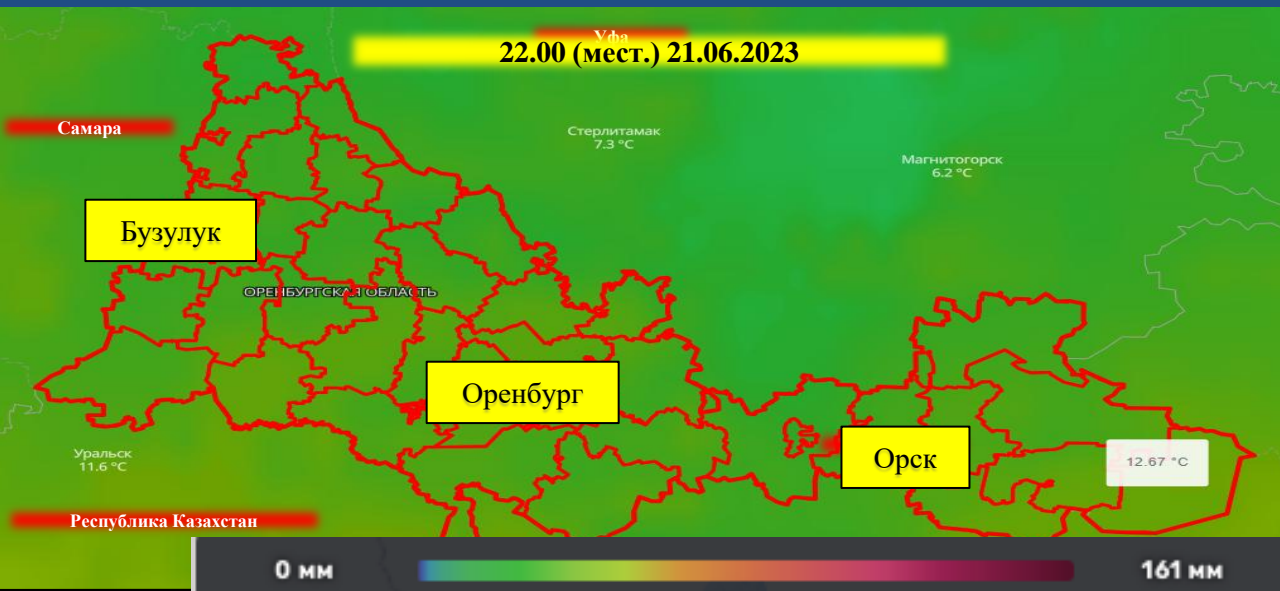 Уфа
22.00 (мест.) 21.06.2023
Самара
Стерлитамак
7.3 °C
Магнитогорск
6.2 °C
Бузулук
ОРЕНБУРГСКАЯ ОБЛАСТЬ
Оренбург
Орск
Уральск
11.6 °C
12.67 °C
Республика Казахстан
0 мм
161 мм